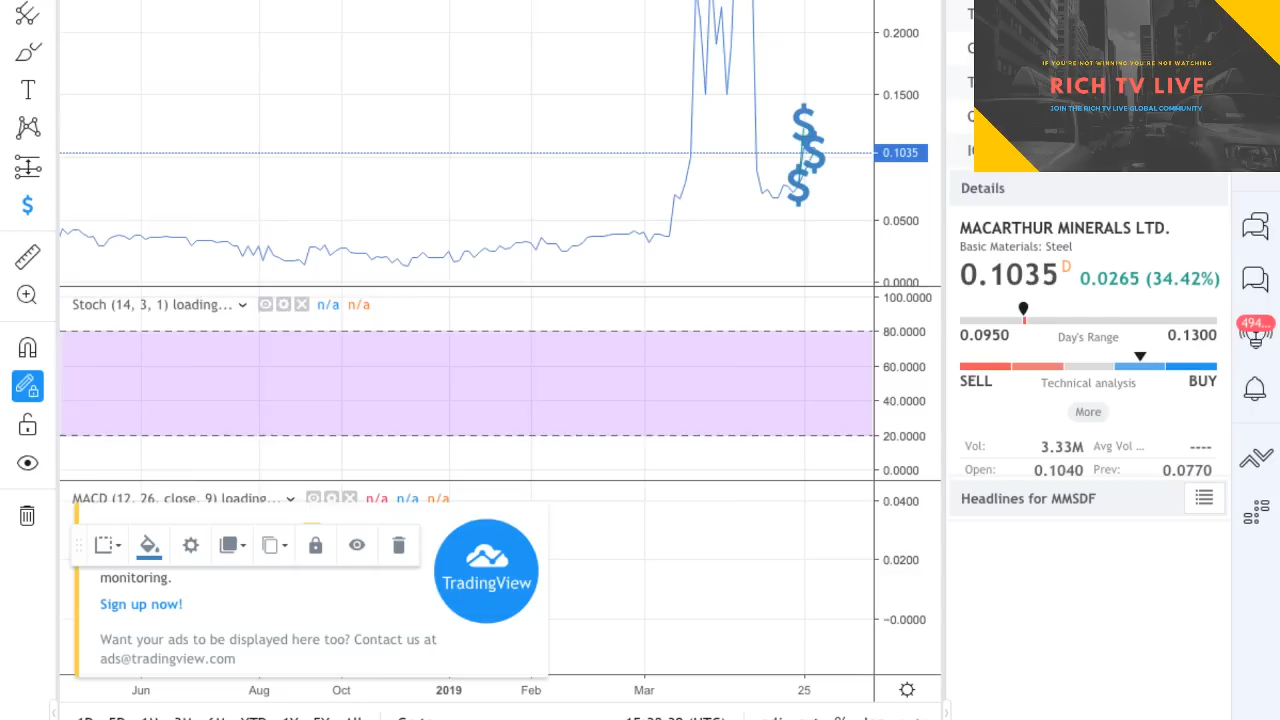 0.2000
0.1500
0.1035
0.0500
0.0000
Stoch (14, 3, 1) loading...
n/a n/a
100.0000
80.0000
60.0000
40.0000
20.0000
0.0000
MACD (12, 26, close, 9) loading...
n/a n/a n/a
0.0400
0.0200
−0.0000
monitoring.
Sign up now!
Want your ads to be displayed here too? Contact us at
ads@tradingview.com
TradingView
Jun Aug Oct 2019 Feb Mar 25
IF YOU'RE NOT WINNING YOU'RE NOT WATCHING
RICH TV LIVE
JOIN THE RICH TV LIVE GLOBAL COMMUNITY
Details
MACARTHUR MINERALS LTD.
Basic Materials: Steel
0.1035 D 0.0265 (34.42%)
0.0950 Day's Range 0.1300
SELL Technical analysis BUY
More
Vol: 3.33M Avg Vol ... ----
Open: 0.1040 Prev: 0.0770
Headlines for MMSDF
494...